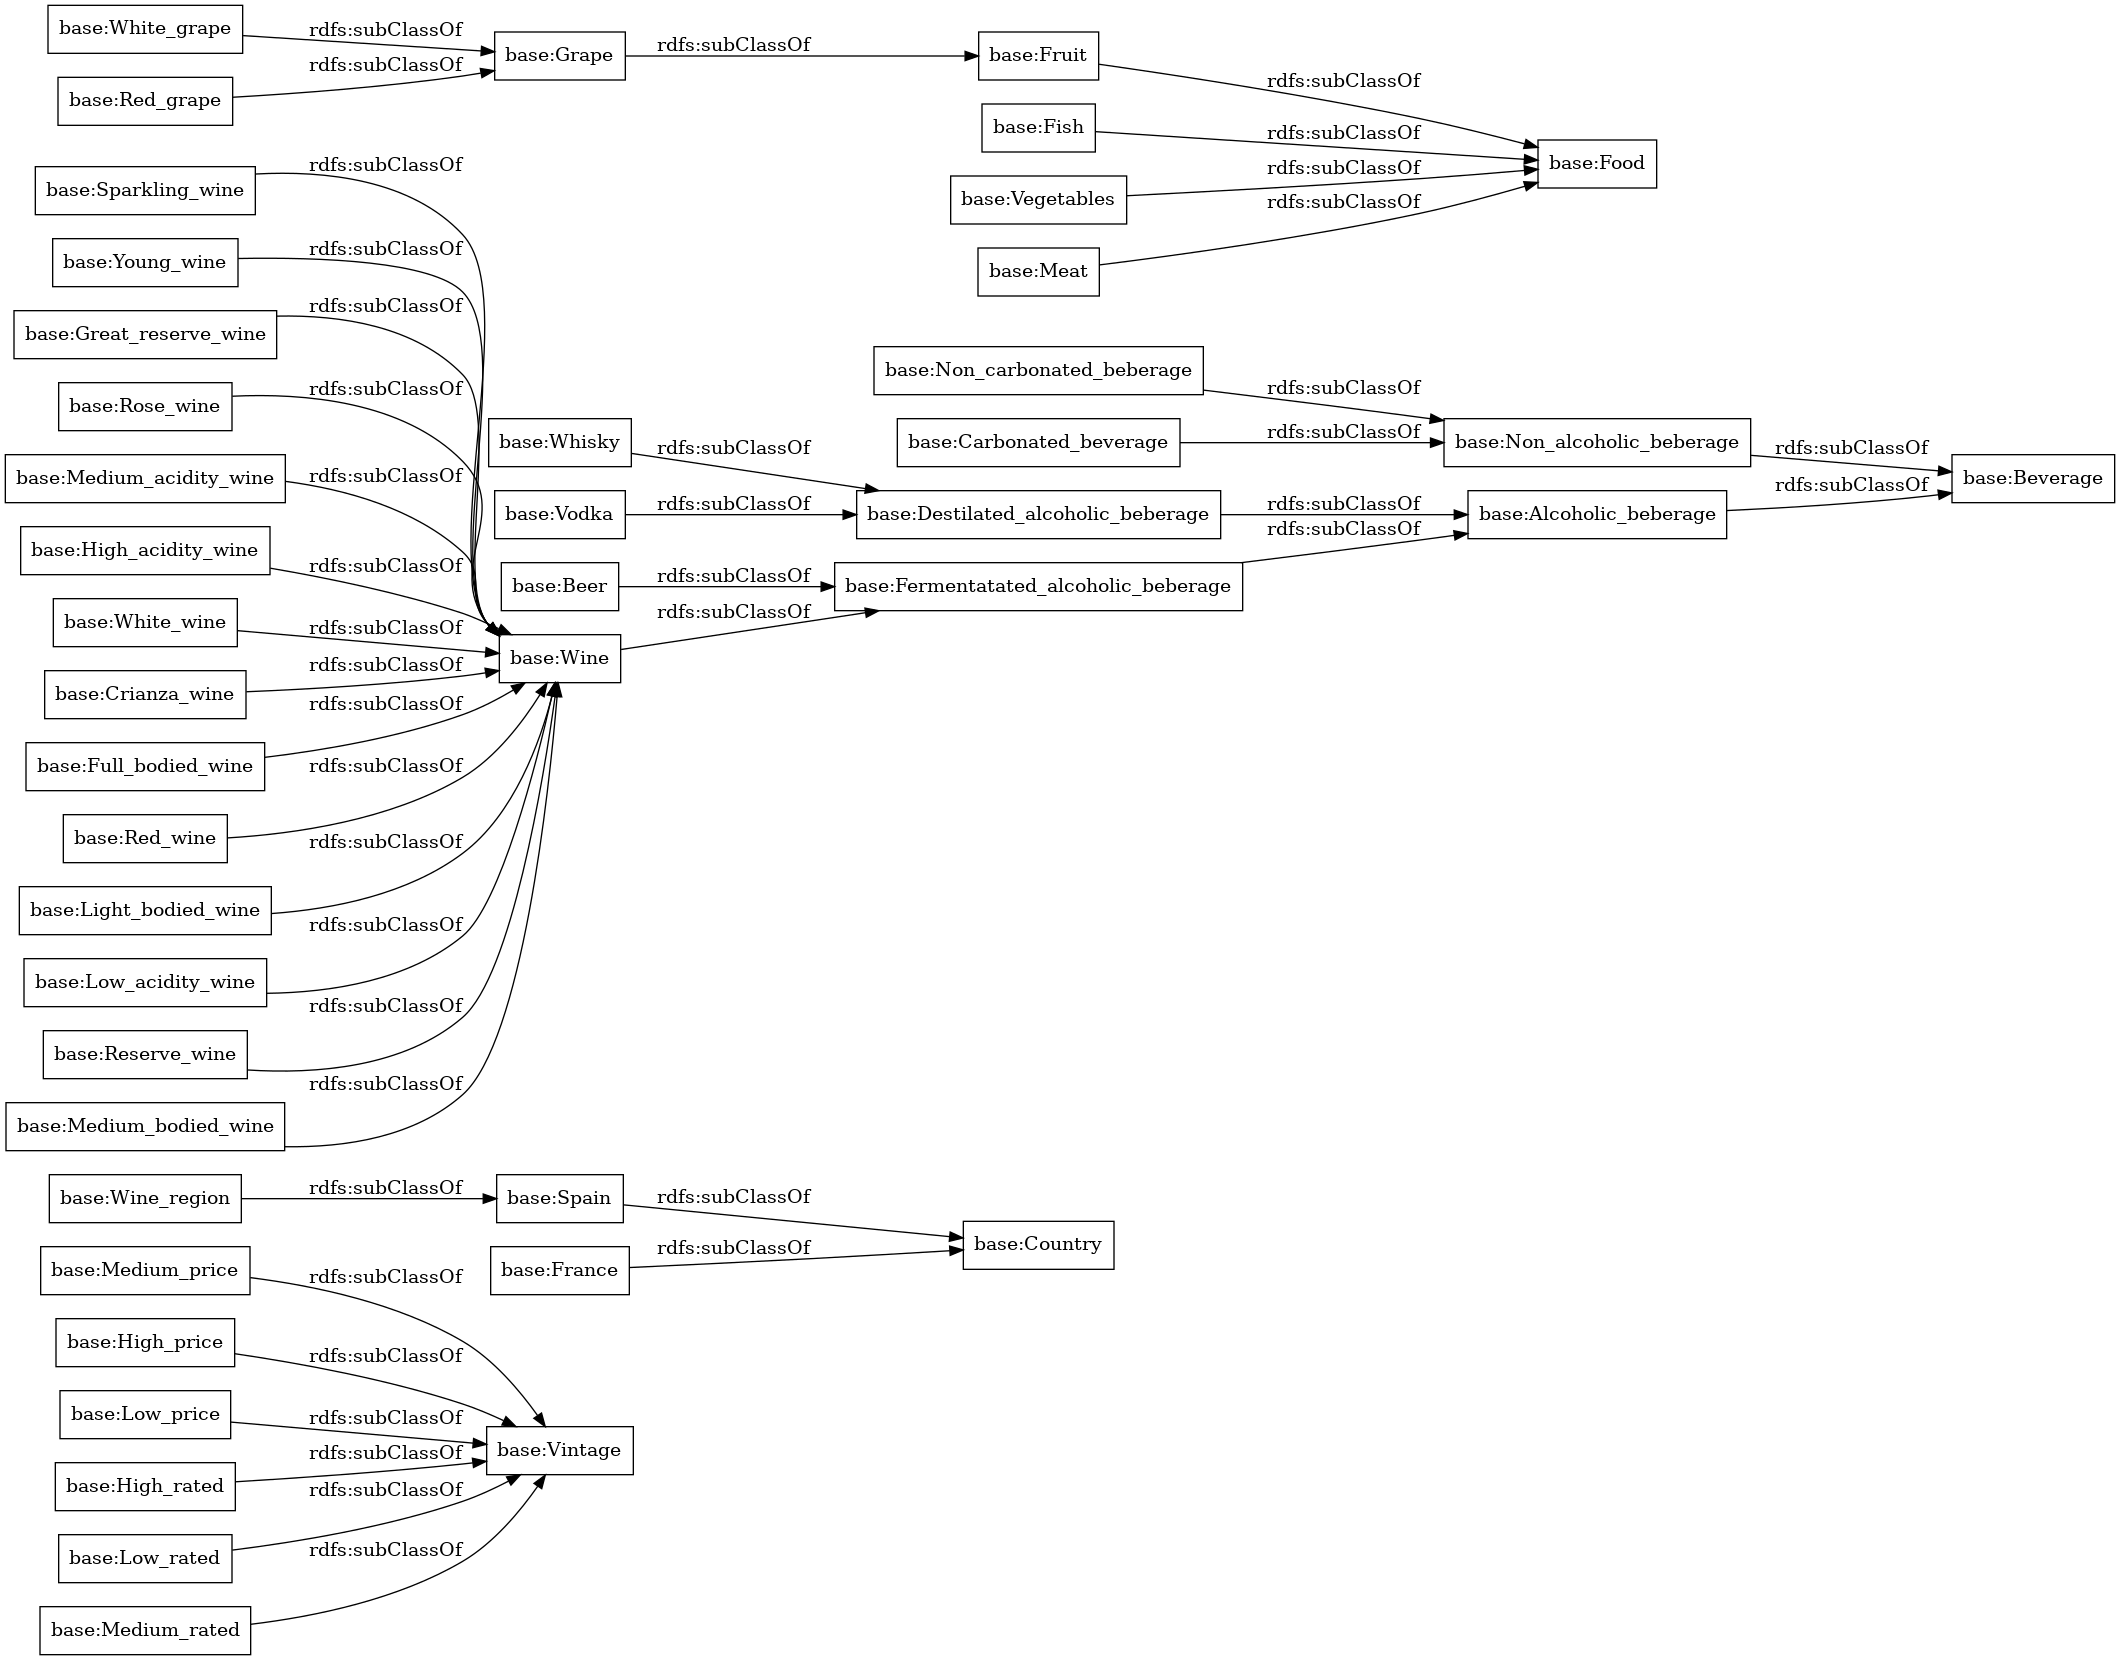 base:White_grape
rdfs:subClassOf
base:Grape
rdfs:subClassOf
base:Fruit
base:Red_grape
rdfs:subClassOf
rdfs:subClassOf
base:Fish
rdfs:subClassOf
base:Food
base:Vegetables
rdfs:subClassOf
base:Meat
rdfs:subClassOf
base:Sparkling_wine
rdfs:subClassOf
base:Young_wine
rdfs:subClassOf
base:Great_reserve_wine
rdfs:subClassOf
base:Rose_wine
rdfs:subClassOf
base:Medium_acidity_wine
rdfs:subClassOf
base:High_acidity_wine
rdfs:subClassOf
base:White_wine
rdfs:subClassOf
base:Crianza_wine
rdfs:subClassOf
base:Full_bodied_wine
rdfs:subClassOf
base:Red_wine
rdfs:subClassOf
base:Light_bodied_wine
rdfs:subClassOf
base:Low_acidity_wine
rdfs:subClassOf
base:Reserve_wine
rdfs:subClassOf
base:Medium_bodied_wine
rdfs:subClassOf
base:Non_carbonated_beberage
rdfs:subClassOf
base:Whisky
rdfs:subClassOf
base:Carbonated_beverage
rdfs:subClassOf
base:Non_alcoholic_beberage
rdfs:subClassOf
base:Beverage
base:Vodka
rdfs:subClassOf
base:Destilated_alcoholic_beberage
rdfs:subClassOf
base:Alcoholic_beberage
rdfs:subClassOf
base:Beer
rdfs:subClassOf
base:Fermentatated_alcoholic_beberage
rdfs:subClassOf
base:Wine
rdfs:subClassOf
base:Wine_region
rdfs:subClassOf
base:Spain
rdfs:subClassOf
base:France
rdfs:subClassOf
base:Country
base:Medium_price
rdfs:subClassOf
base:High_price
rdfs:subClassOf
base:Low_price
rdfs:subClassOf
base:Vintage
base:High_rated
rdfs:subClassOf
base:Low_rated
rdfs:subClassOf
base:Medium_rated
rdfs:subClassOf